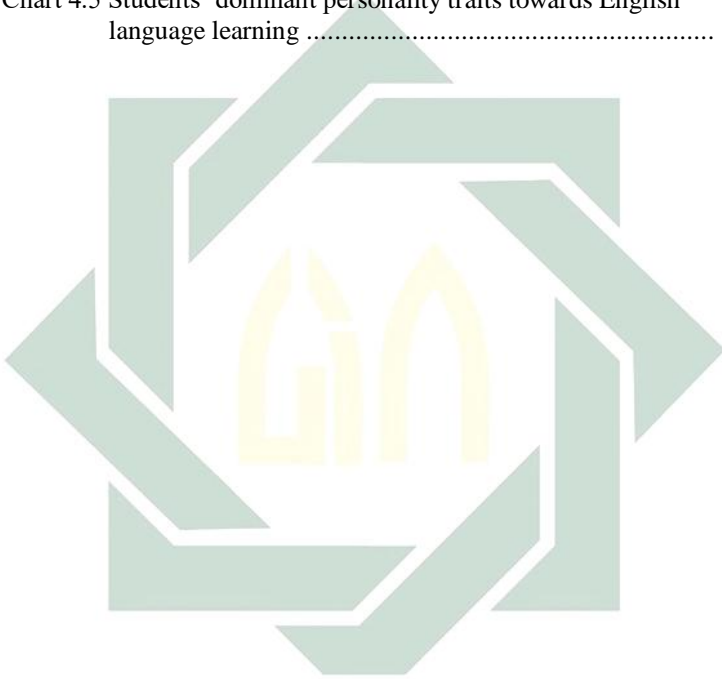 Chart 4.5 Students’ dominant personality traits towards English
language learning ..........................................................